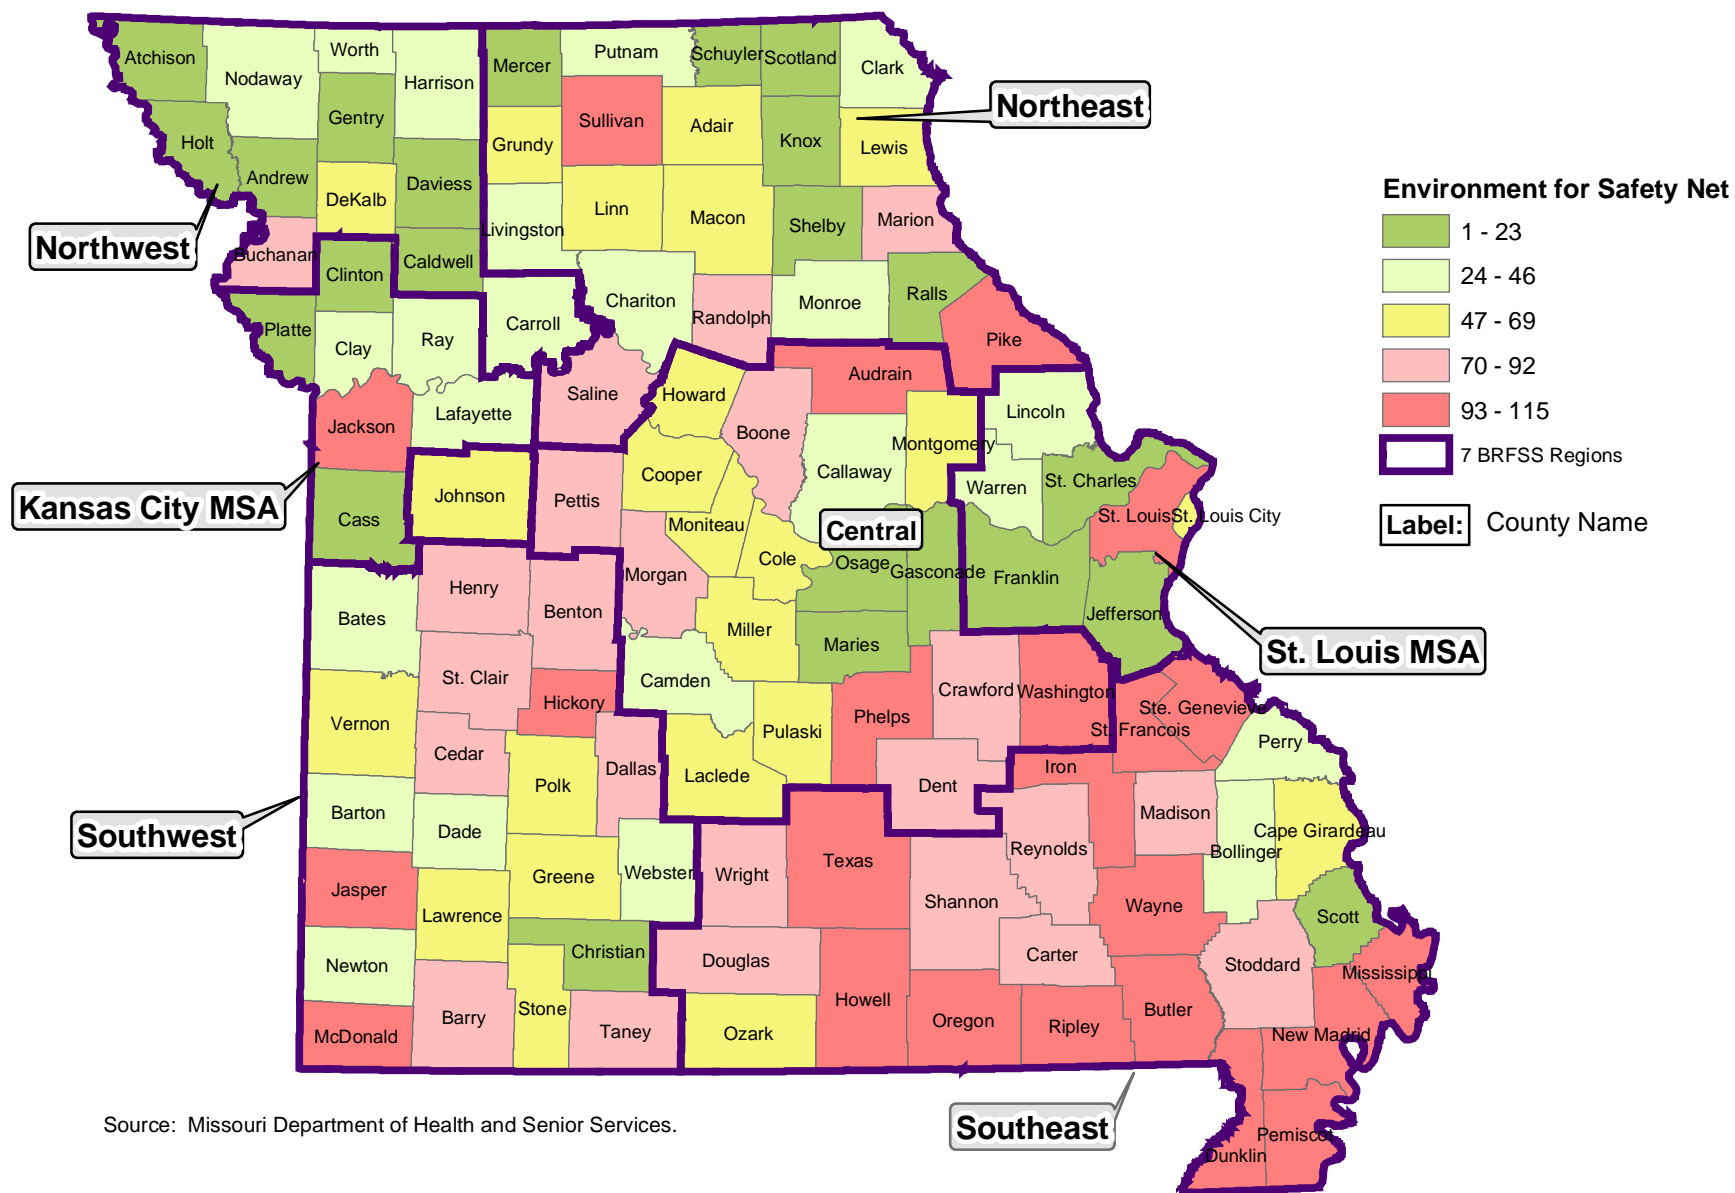 Atchison
Nodaway
Worth
Harrison
Mercer
Putnam
Schuyler
Scotland
Clark
Gentry
Sullivan
Adair
Knox
Lewis
Northeast
Holt
Andrew
DeKalb
Daviess
Grundy
Linn
Macon
Shelby
Marion
Northwest
Buchanan
Clinton
Caldwell
Livingston
Chariton
Randolph
Monroe
Ralls
Pike
Platte
Clay
Ray
Carroll
Saline
Howard
Audrain
Lincoln
Jackson
Lafayette
Boone
Callaway
Montgomery
Warren
St. Charles
St. Louis
St. Louis City
Kansas City MSA
Cass
Johnson
Pettis
Cooper
Moniteau
Cole
Central
Osage
Gasconade
Franklin
Jefferson
St. Louis MSA
Bates
Henry
Benton
Morgan
Miller
Maries
Camden
St. Clair
Hickory
Vernon
Cedar
Polk
Dallas
Laclede
Pulaski
Phelps
Crawford
Washington
Ste. Genevieve
St. Francois
Perry
Iron
Dent
Madison
Bollinger
Cape Girardeau
Southwest
Barton
Dade
Greene
Webster
Wright
Texas
Shannon
Reynolds
Wayne
Scott
Jasper
Lawrence
Christian
Douglas
Carter
Stoddard
Mississippi
Newton
Barry
Stone
Taney
Ozark
Howell
Oregon
Ripley
Butler
New Madrid
McDonald
Southeast
Pemiscot
Dunklin
Environment for Safety Net
1 - 23
24 - 46
47 - 69
70 - 92
93 - 115
7 BRFSS Regions
Label: County Name
Source: Missouri Department of Health and Senior Services.